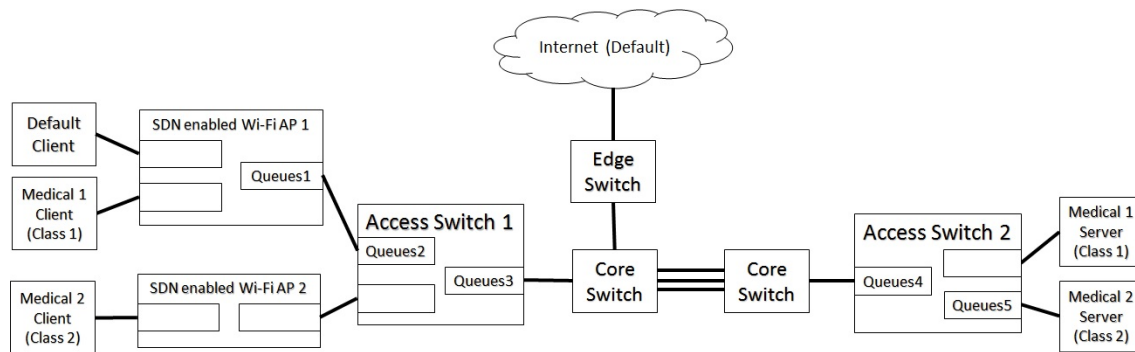 Internet (Default)
Default
Client
SDN enabled Wi-Fi AP 1
Queues1
Medical 1
Client
(Class 1)
Edge
Switch
Access Switch 1
Queues2
Queues3
SDN enabled Wi-Fi AP 2
Medical 2
Client
(Class 2)
Core
Switch
Core
Switch
Access Switch 2
Queues4
Queues5
Medical 1
Server
(Class 1)
Medical 2
Server
(Class 2)